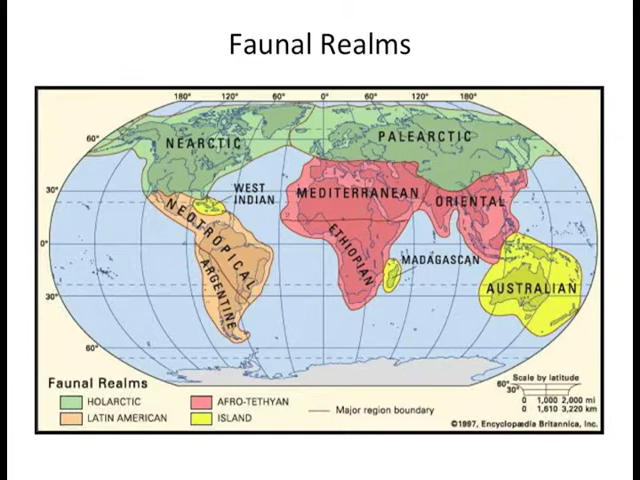 Faunal Realms
180° 120° 60° 0° 60° 120° 180°
60°
NEARCTIC
PALEARCTIC
30°
WEST
INDIAN
MEDITERRANEAN
ORIENTAL
NEOTROPICAL
0°
ETHIOPIAN
MADAGASCAN
ARGENTINE
AUSTRALIAN
30°
60°
Faunal Realms
HOLARCTIC
AFRO-TETHYAN
LATIN AMERICAN
ISLAND
Major region boundary
Scale by latitude
60°
30°
0 1,000 2,000 mi
0 1,610 3,220 km
©1997, Encyclopædia Britannica, Inc.